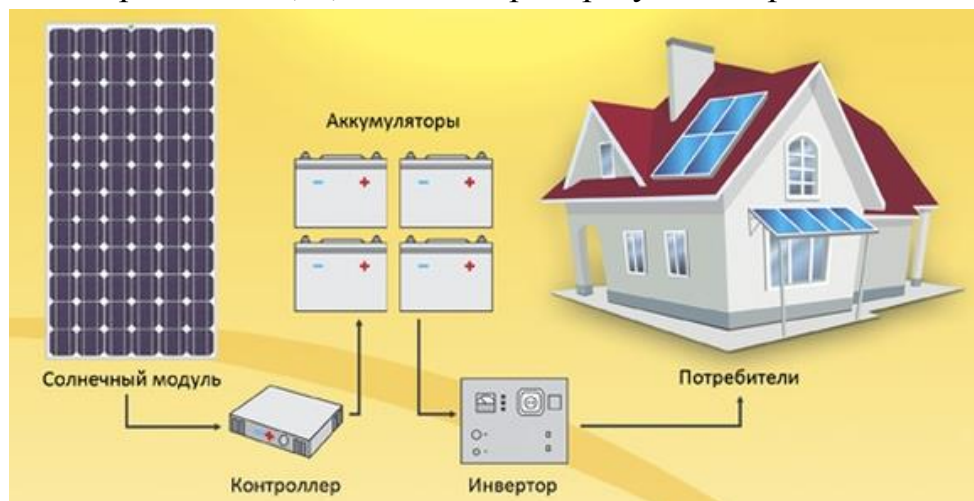 Аккумуляторы
Солнечный модуль
Потребители
Контроллер
Инвертор